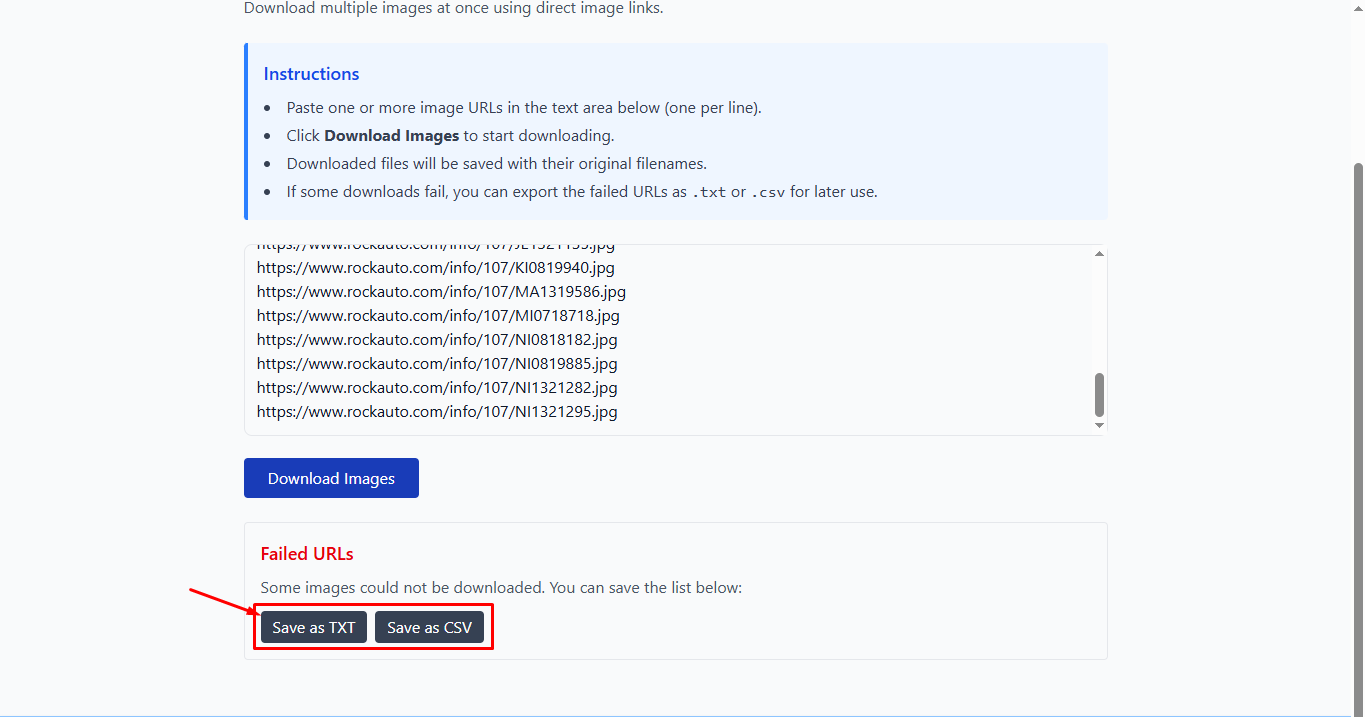 Download multiple images at once using direct image links.
Instructions
Paste one or more image URLs in the text area below (one per line).
Click Download Images to start downloading.
Downloaded files will be saved with their original filenames.
If some downloads fail, you can export the failed URLs as .txt or .csv for later use.
https://www.rockauto.com/info/107/KI0819940.jpg
https://www.rockauto.com/info/107/MA1319586.jpg
https://www.rockauto.com/info/107/MI0718718.jpg
https://www.rockauto.com/info/107/NI0818182.jpg
https://www.rockauto.com/info/107/NI0819885.jpg
https://www.rockauto.com/info/107/NI1321282.jpg
https://www.rockauto.com/info/107/NI1321295.jpg
Download Images
Failed URLs
Some images could not be downloaded. You can save the list below:
Save as TXT Save as CSV